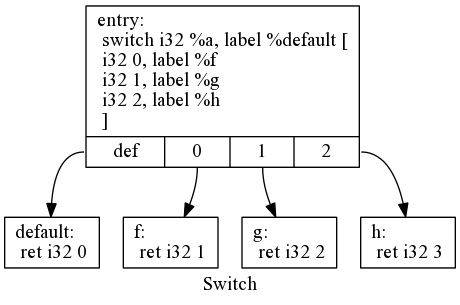 entry:
switch i32 %a, label %default [
i32 0, label %f
i32 1, label %g
i32 2, label %h
]
def 0 1 2
default: f: g: h:
ret i32 0 ret i32 1 ret i32 2 ret i32 3
Switch